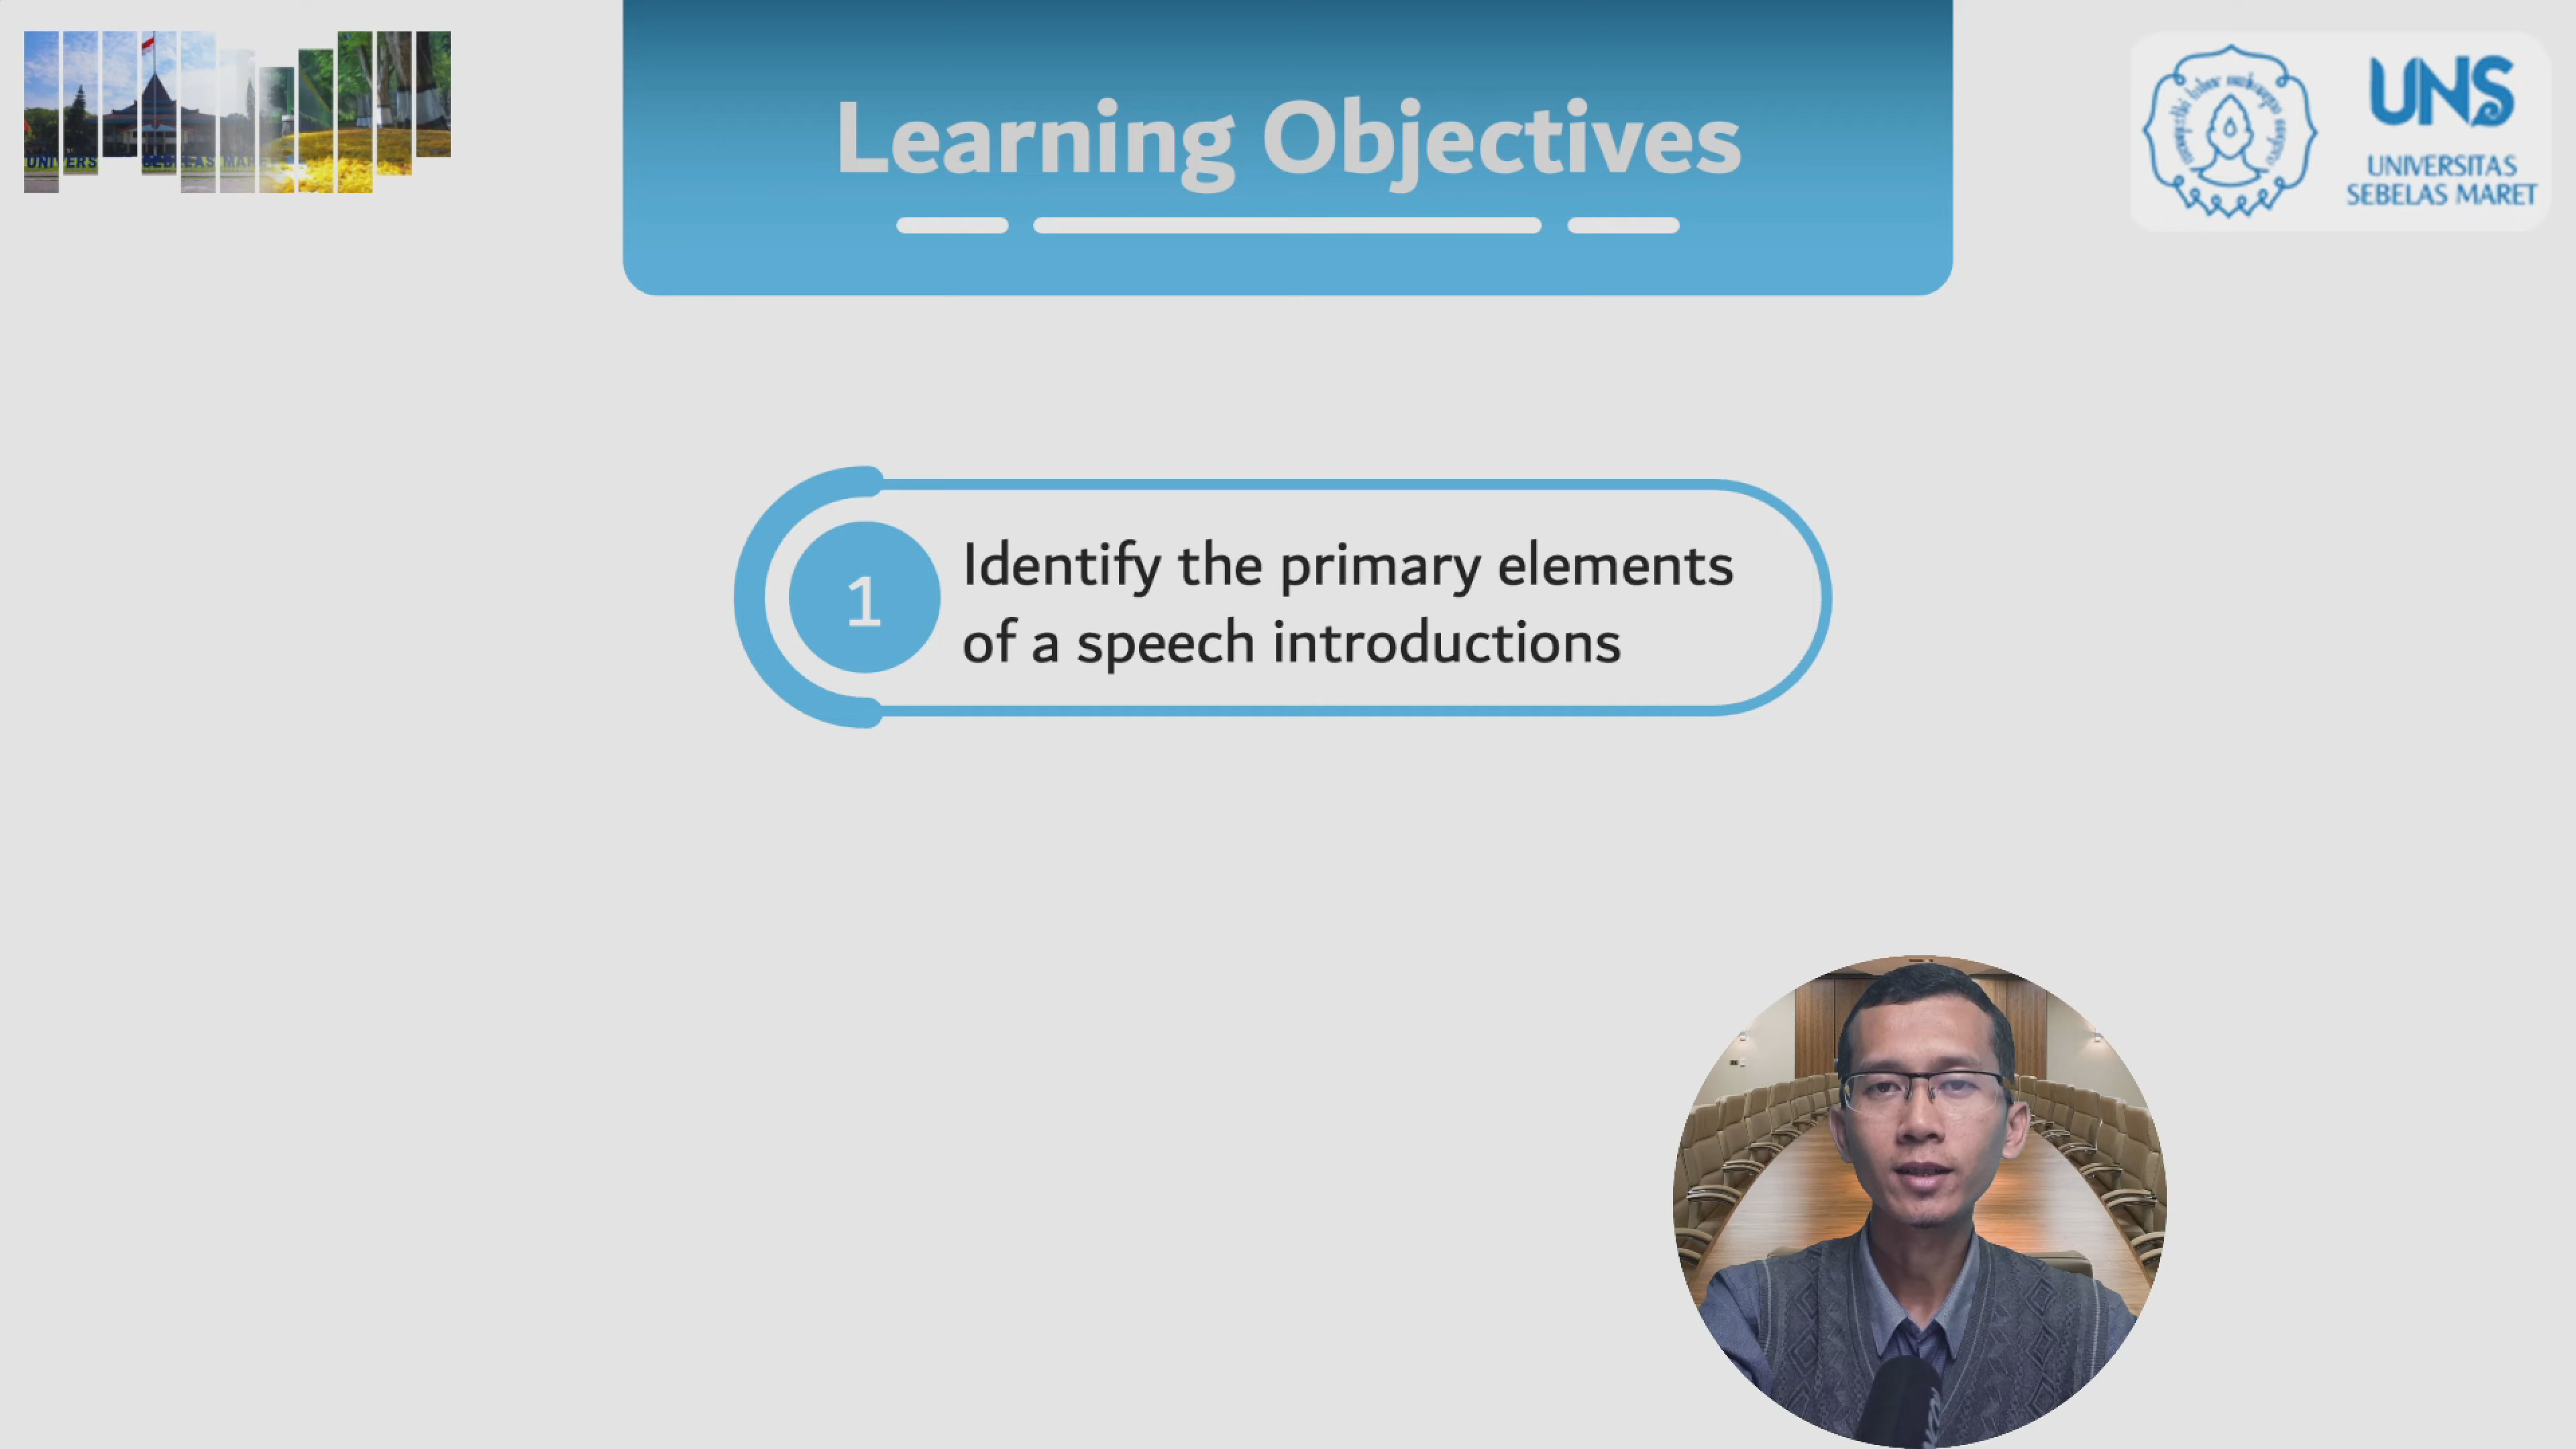 Learning Objectives
UNS
UNIVERSITAS
SEBELAS MARET
1
Identify the primary elements
of a speech introductions